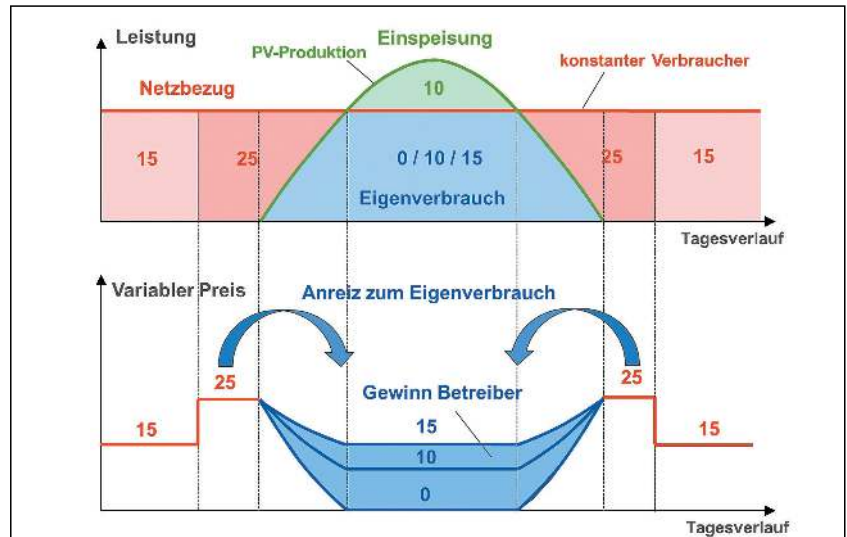 Leistung
Einspeisung
PV-Produktion
konstanter Verbraucher
Netzbezug
10
15
25
0 / 10 / 15
25
15
Eigenverbrauch
Tagesverlauf
Variabler Preis
Anreiz zum Eigenverbrauch
25
25
Gewinn Betreiber
15
15
15
10
0
Tagesverlauf